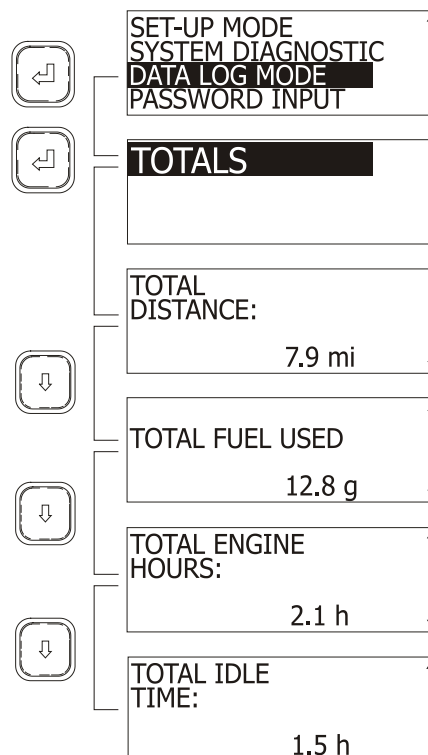 SET-UP MODE
SYSTEM DIAGNOSTIC
DATA LOG MODE
PASSWORD INPUT
TOTALS
TOTAL
DISTANCE:
7.9 mi
TOTAL FUEL USED
12.8 g
TOTAL ENGINE
HOURS:
2.1 h
TOTAL IDLE
TIME:
1.5 h